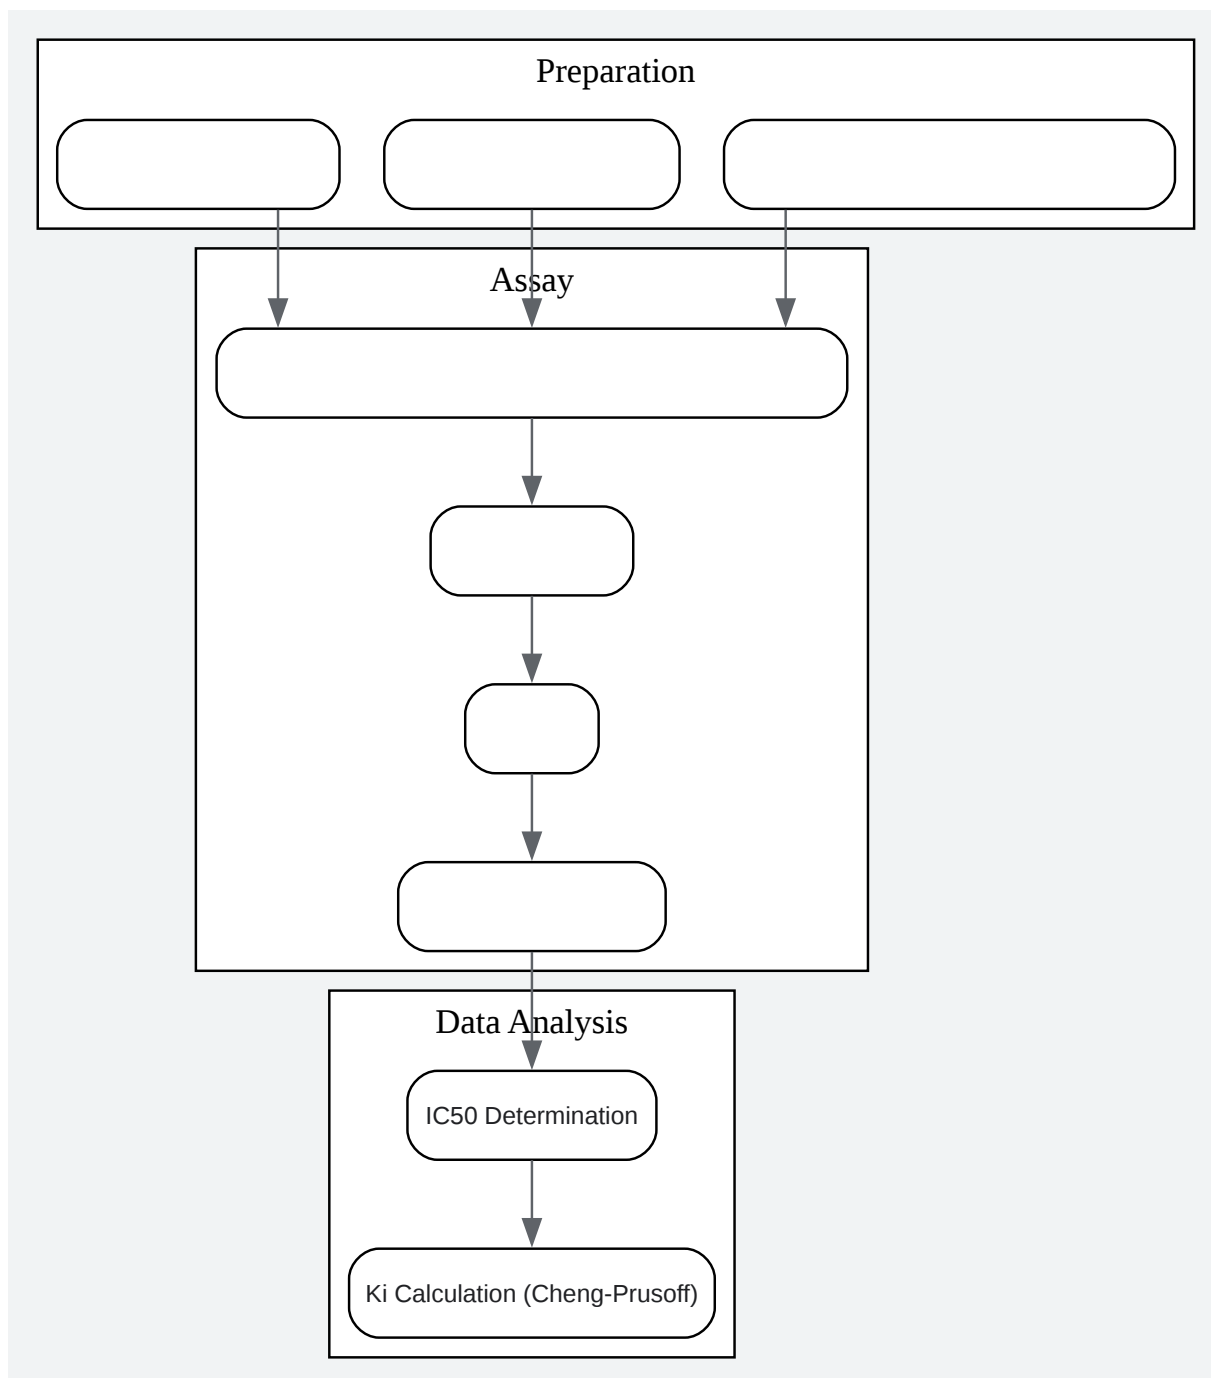 Preparation
Assay
Data Analysis
IC50 Determination
Ki Calculation (Cheng-Prusoff)